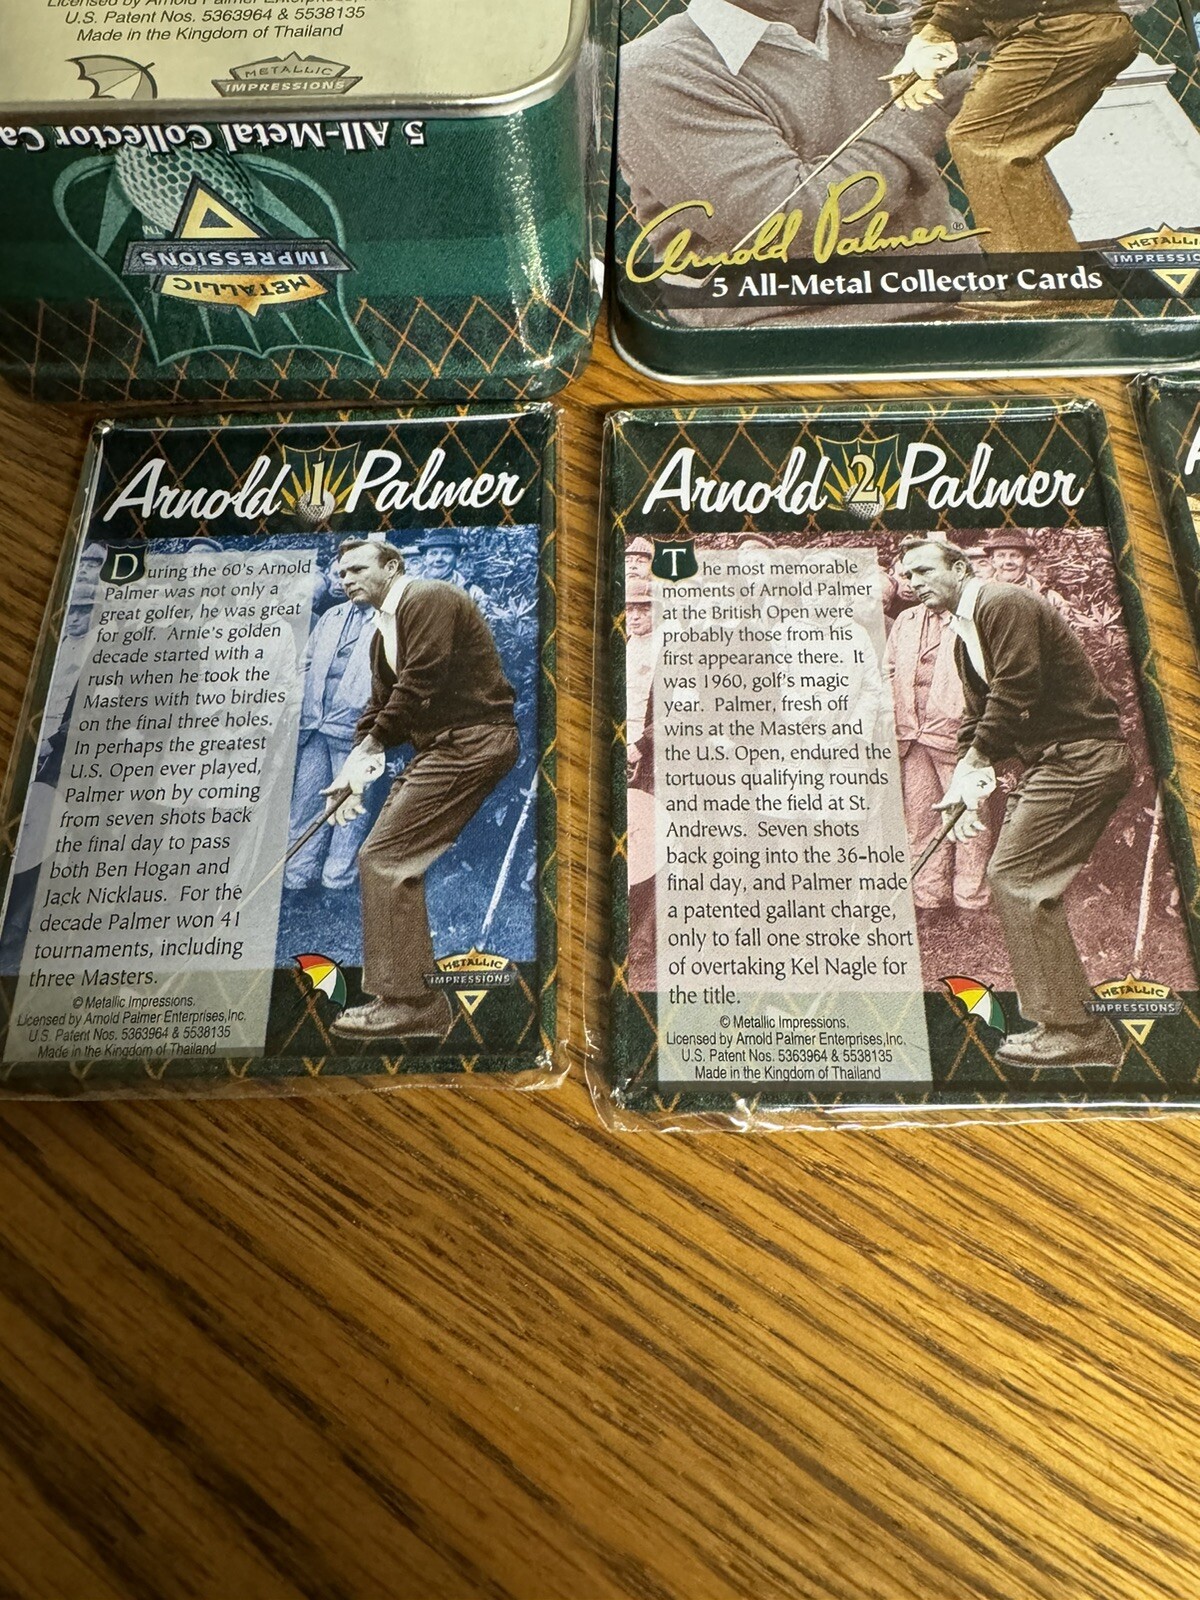 Licensed by Arnold Palmer Enterprises,
U.S. Patent Nos. 5363964 & 5538135
Made in the Kingdom of Thailand
METALLIC
IMPRESSIONS
5 All-Metal Collector
METALLIC
IMPRESSIONS
TM
Arnold Palmer®
5 All-Metal Collector Cards
METALLIC
Arnold 1 Palmer
During the 60's Arnold
Palmer was not only a
great golfer, he was great
for golf. Arnie's golden
decade started with a
rush when he took the
Masters with two birdies
on the final three holes.
In perhaps the greatest
U.S. Open ever played,
Palmer won by coming
from seven shots back
the final day to pass
both Ben Hogan and
Jack Nicklaus. For the
decade Palmer won 41
tournaments, including
three Masters.
© Metallic Impressions.
Licensed by Arnold Palmer Enterprises,Inc.
U.S. Patent Nos. 5363964 & 5538135
Made in the Kingdom of Thailand
METALLIC
IMPRESSIONS
Arnold 2 Palmer
The most memorable
moments of Arnold Palmer
at the British Open were
probably those from his
first appearance there. It
was 1960, golf's magic
year. Palmer, fresh off
wins at the Masters and
the U.S. Open, endured the
tortuous qualifying rounds
and made the field at St.
Andrews. Seven shots
back going into the 36-hole
final day, and Palmer made
a patented gallant charge,
only to fall one stroke short
of overtaking Kel Nagle for
the title.
© Metallic Impressions.
Licensed by Arnold Palmer Enterprises,Inc.
U.S. Patent Nos. 5363964 & 5538135
Made in the Kingdom of Thailand
METALLIC
IMPRESSIONS